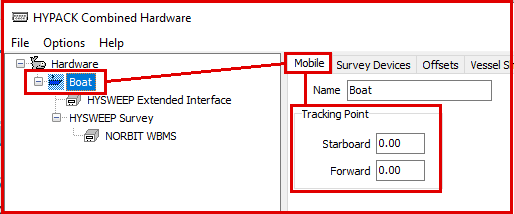 HYPACK Combined Hardware
File Options Help
Hardware
Boat
HYSWEEP Extended Interface
HYSWEEP Survey
NORBIT WBMS
Mobile Survey Devices Offsets
Name Boat
Tracking Point
Starboard 0.00
Forward 0.00